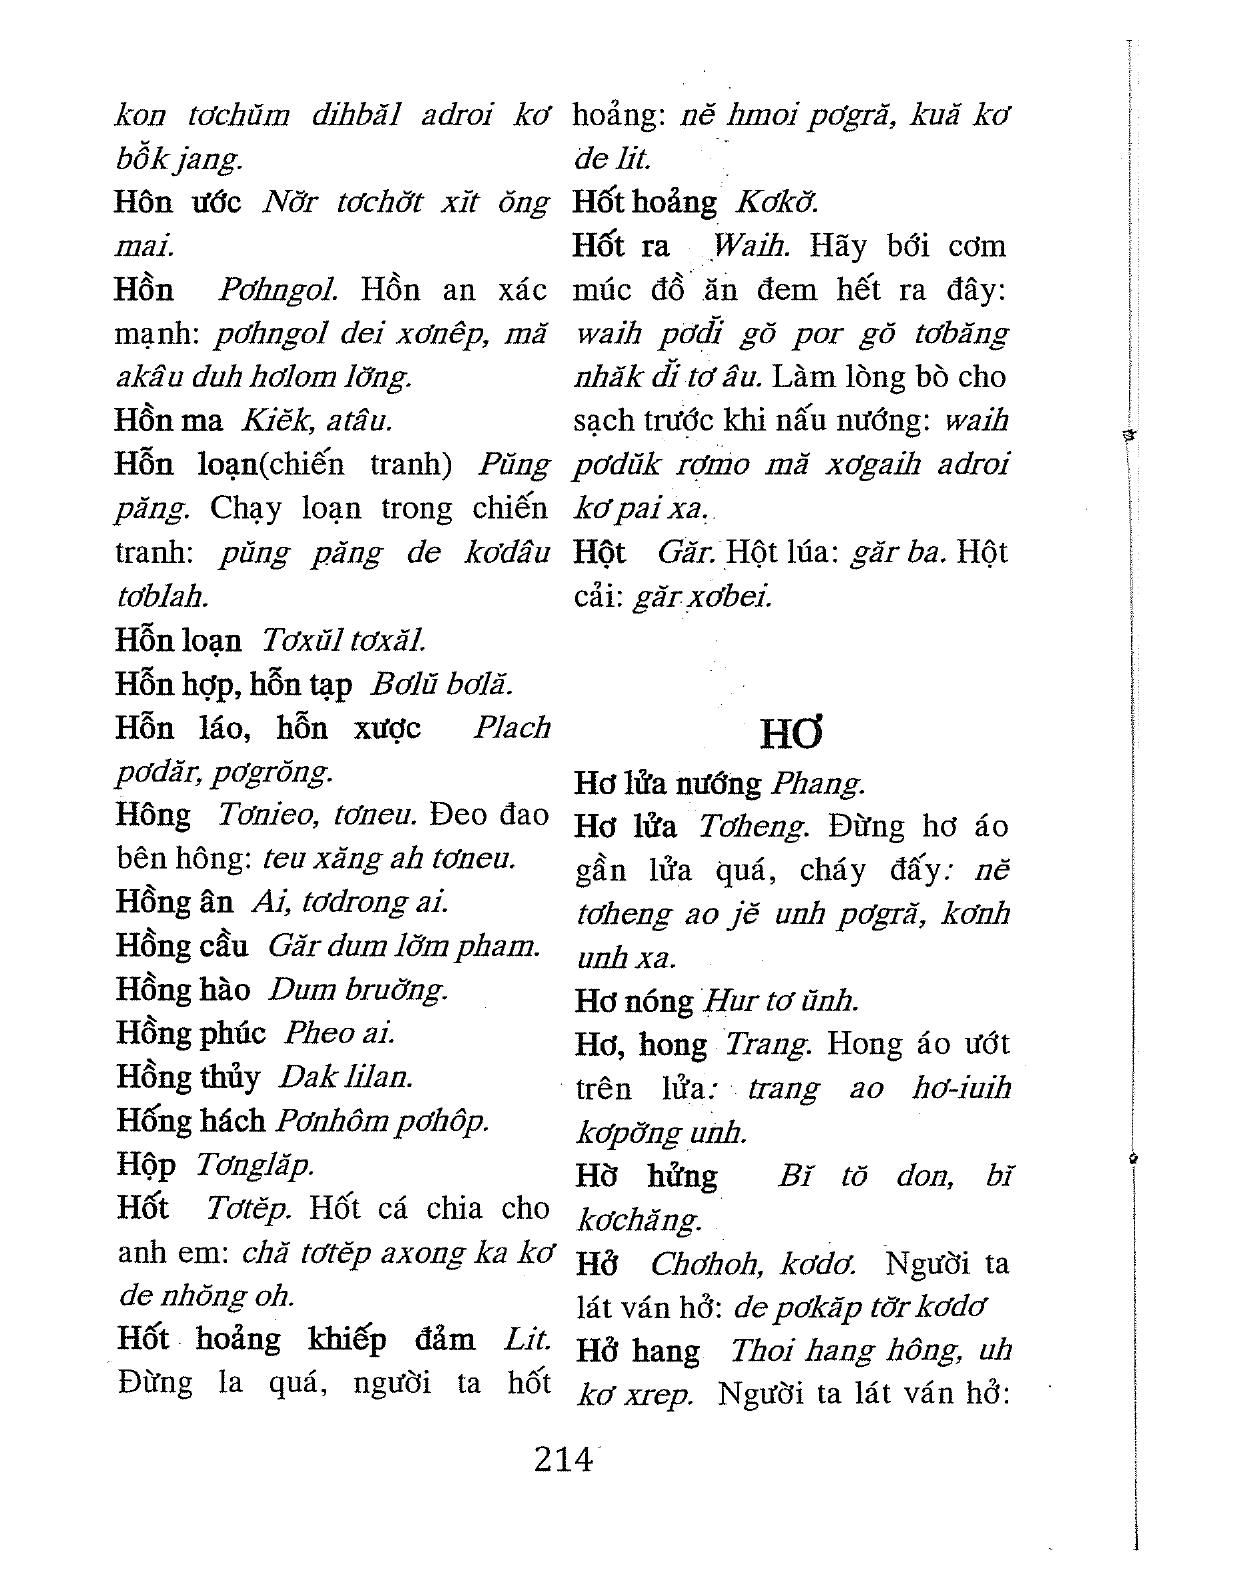 kon tơchŭm dihbăl adroi kơ
bô̆k jang.
Hôn ước Nơ̆r tơchơ̆t xĭt ŏng
mai.
Hồn Pơhngol. Hồn an xác
mạnh: pơhngol dei xơnêp, mă
akâu duh hơlom lơ̆ng.
Hồn ma Kiĕk, atâu.
Hỗn loạn(chiến tranh) Pŭng
păng. Chạy loạn trong chiến
tranh: pŭng păng de kơdâu
tơblah.
Hỗn loạn Tơxŭl tơxăl.
Hỗn hợp, hỗn tạp Bơlŭ bơlă.
Hỗn láo, hỗn xược Plach
pơdăr, pơgrŏng.
Hông Tơnieo, tơneu. Đeo đao
bên hông: teu xăng ah tơneu.
Hồng ân Ai, tơdrong ai.
Hồng cầu Găr dum lơ̆m pham.
Hồng hào Dum bruơ̆ng.
Hồng phúc Pheo ai.
Hồng thủy Dak lilan.
Hống hách Pơnhôm pơhôp.
Hộp Tơnglăp.
Hốt Tơtĕp. Hốt cá chia cho
anh em: chă tơtĕp axong ka kơ
de nhŏng oh.
Hốt hoảng khiếp đảm Lit.
Đừng la quá, người ta hốt
hoảng: nĕ hmoi pơgră, kuă kơ
de lit.
Hốt hoảng Kơkơ̆.
Hốt ra Waih. Hãy bới cơm
múc đồ ăn đem hết ra đây:
waih pơdĭ gŏ por gŏ tơbăng
nhăk dĭ tơ âu. Làm lòng bò cho
sạch trước khi nấu nướng: waih
pơdŭk rơmo mă xơgaih adroi
kơ pai xa.
Hột Găr. Hột lúa: găr ba. Hột
cải: găr xơbei.
HƠ
Hơ lửa nướng Phang.
Hơ lửa Tơheng. Đừng hơ áo
gần lửa quá, cháy đấy: nĕ
tơheng ao jĕ unh pơgră, kơnh
unh xa.
Hơ nóng Hur tơ ŭnh.
Hơ, hong Trang. Hong áo ướt
trên lửa: trang ao hơ-iuih
kơpơ̆ng unh.
Hờ hững Bĭ tŏ don, bĭ
kơchăng.
Hở Chơhoh, kơdơ. Người ta
lát ván hở: de pơkăp tơ̆r kơdơ
Hở hang Thoi hang hông, uh
kơ xrep. Người ta lát ván hở:
214